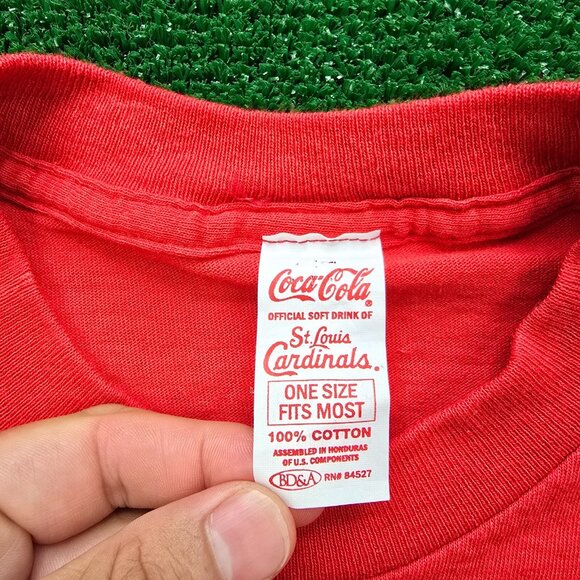 Coca-Cola®
OFFICIAL SOFT DRINK OF
St. Louis
Cardinals.
ONE SIZE
FITS MOST
100% COTTON
ASSEMBLED IN HONDURAS
OF U.S. COMPONENTS
BD&A RN# 84527